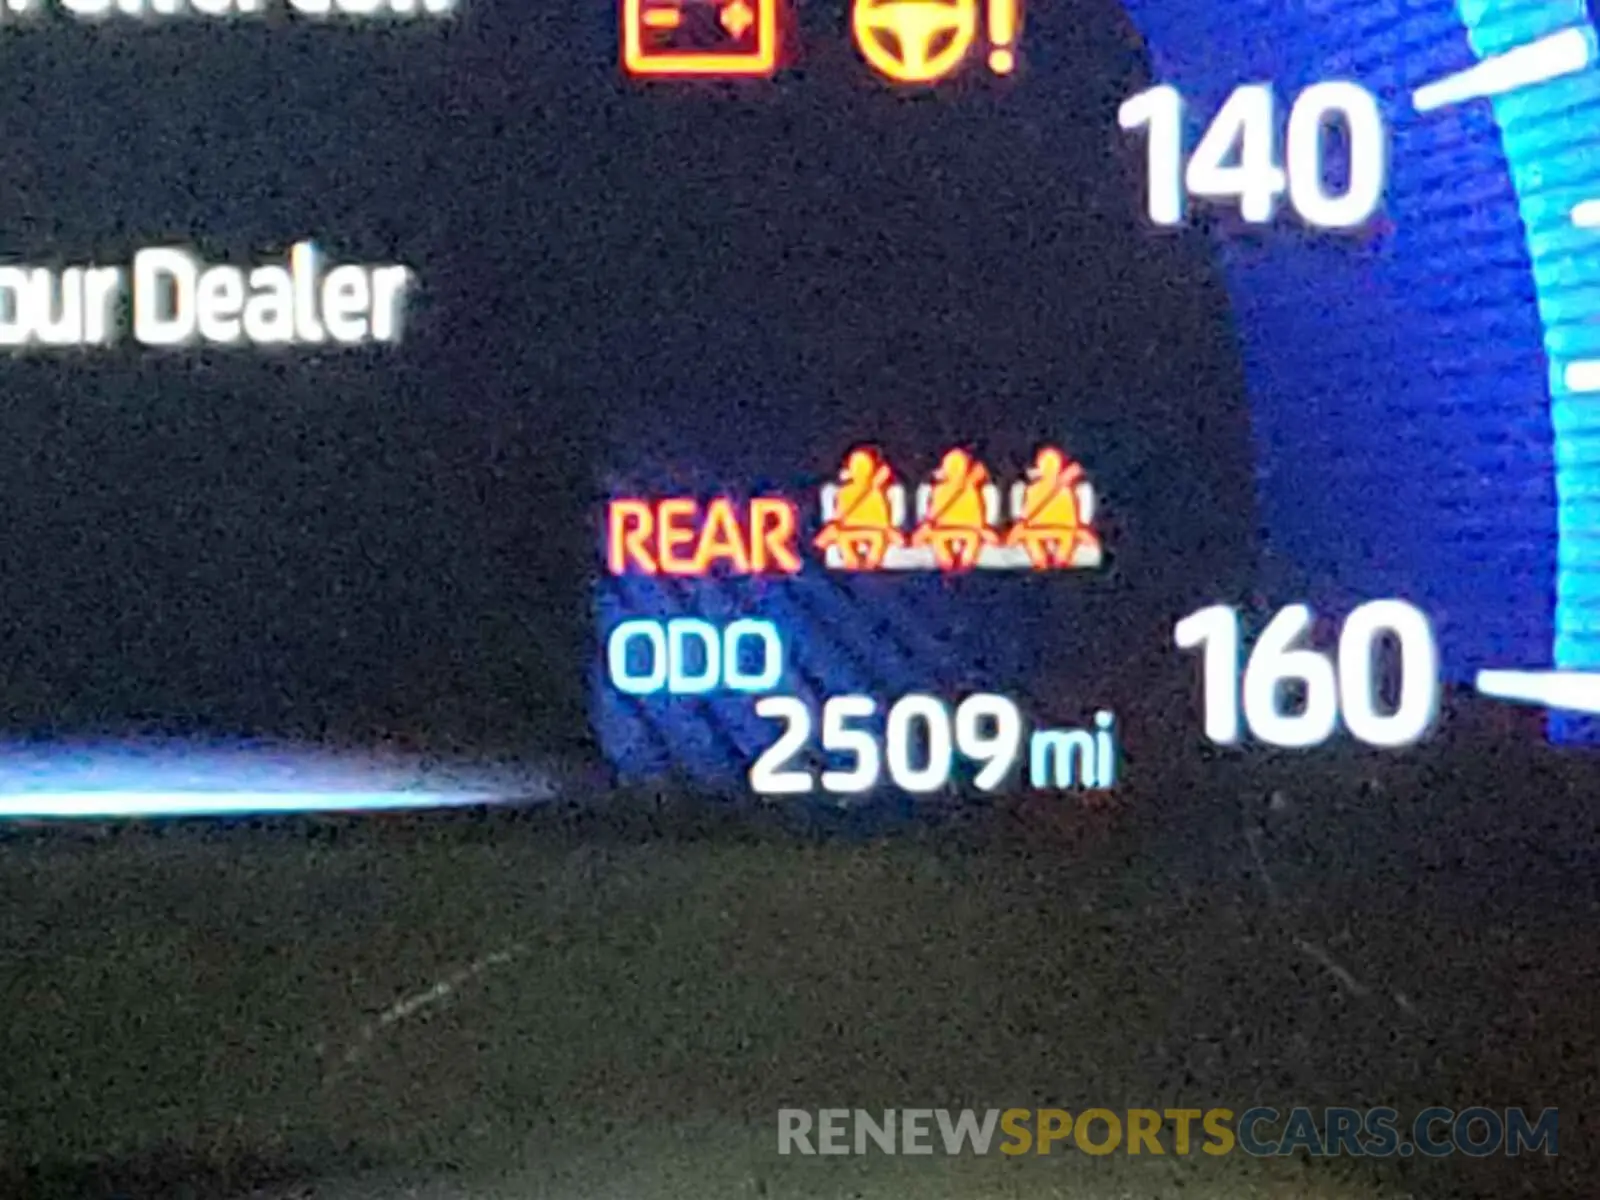 140
our Dealer
REAR
ODO
2509 mi
160
RENEWSPORTSCARS.COM